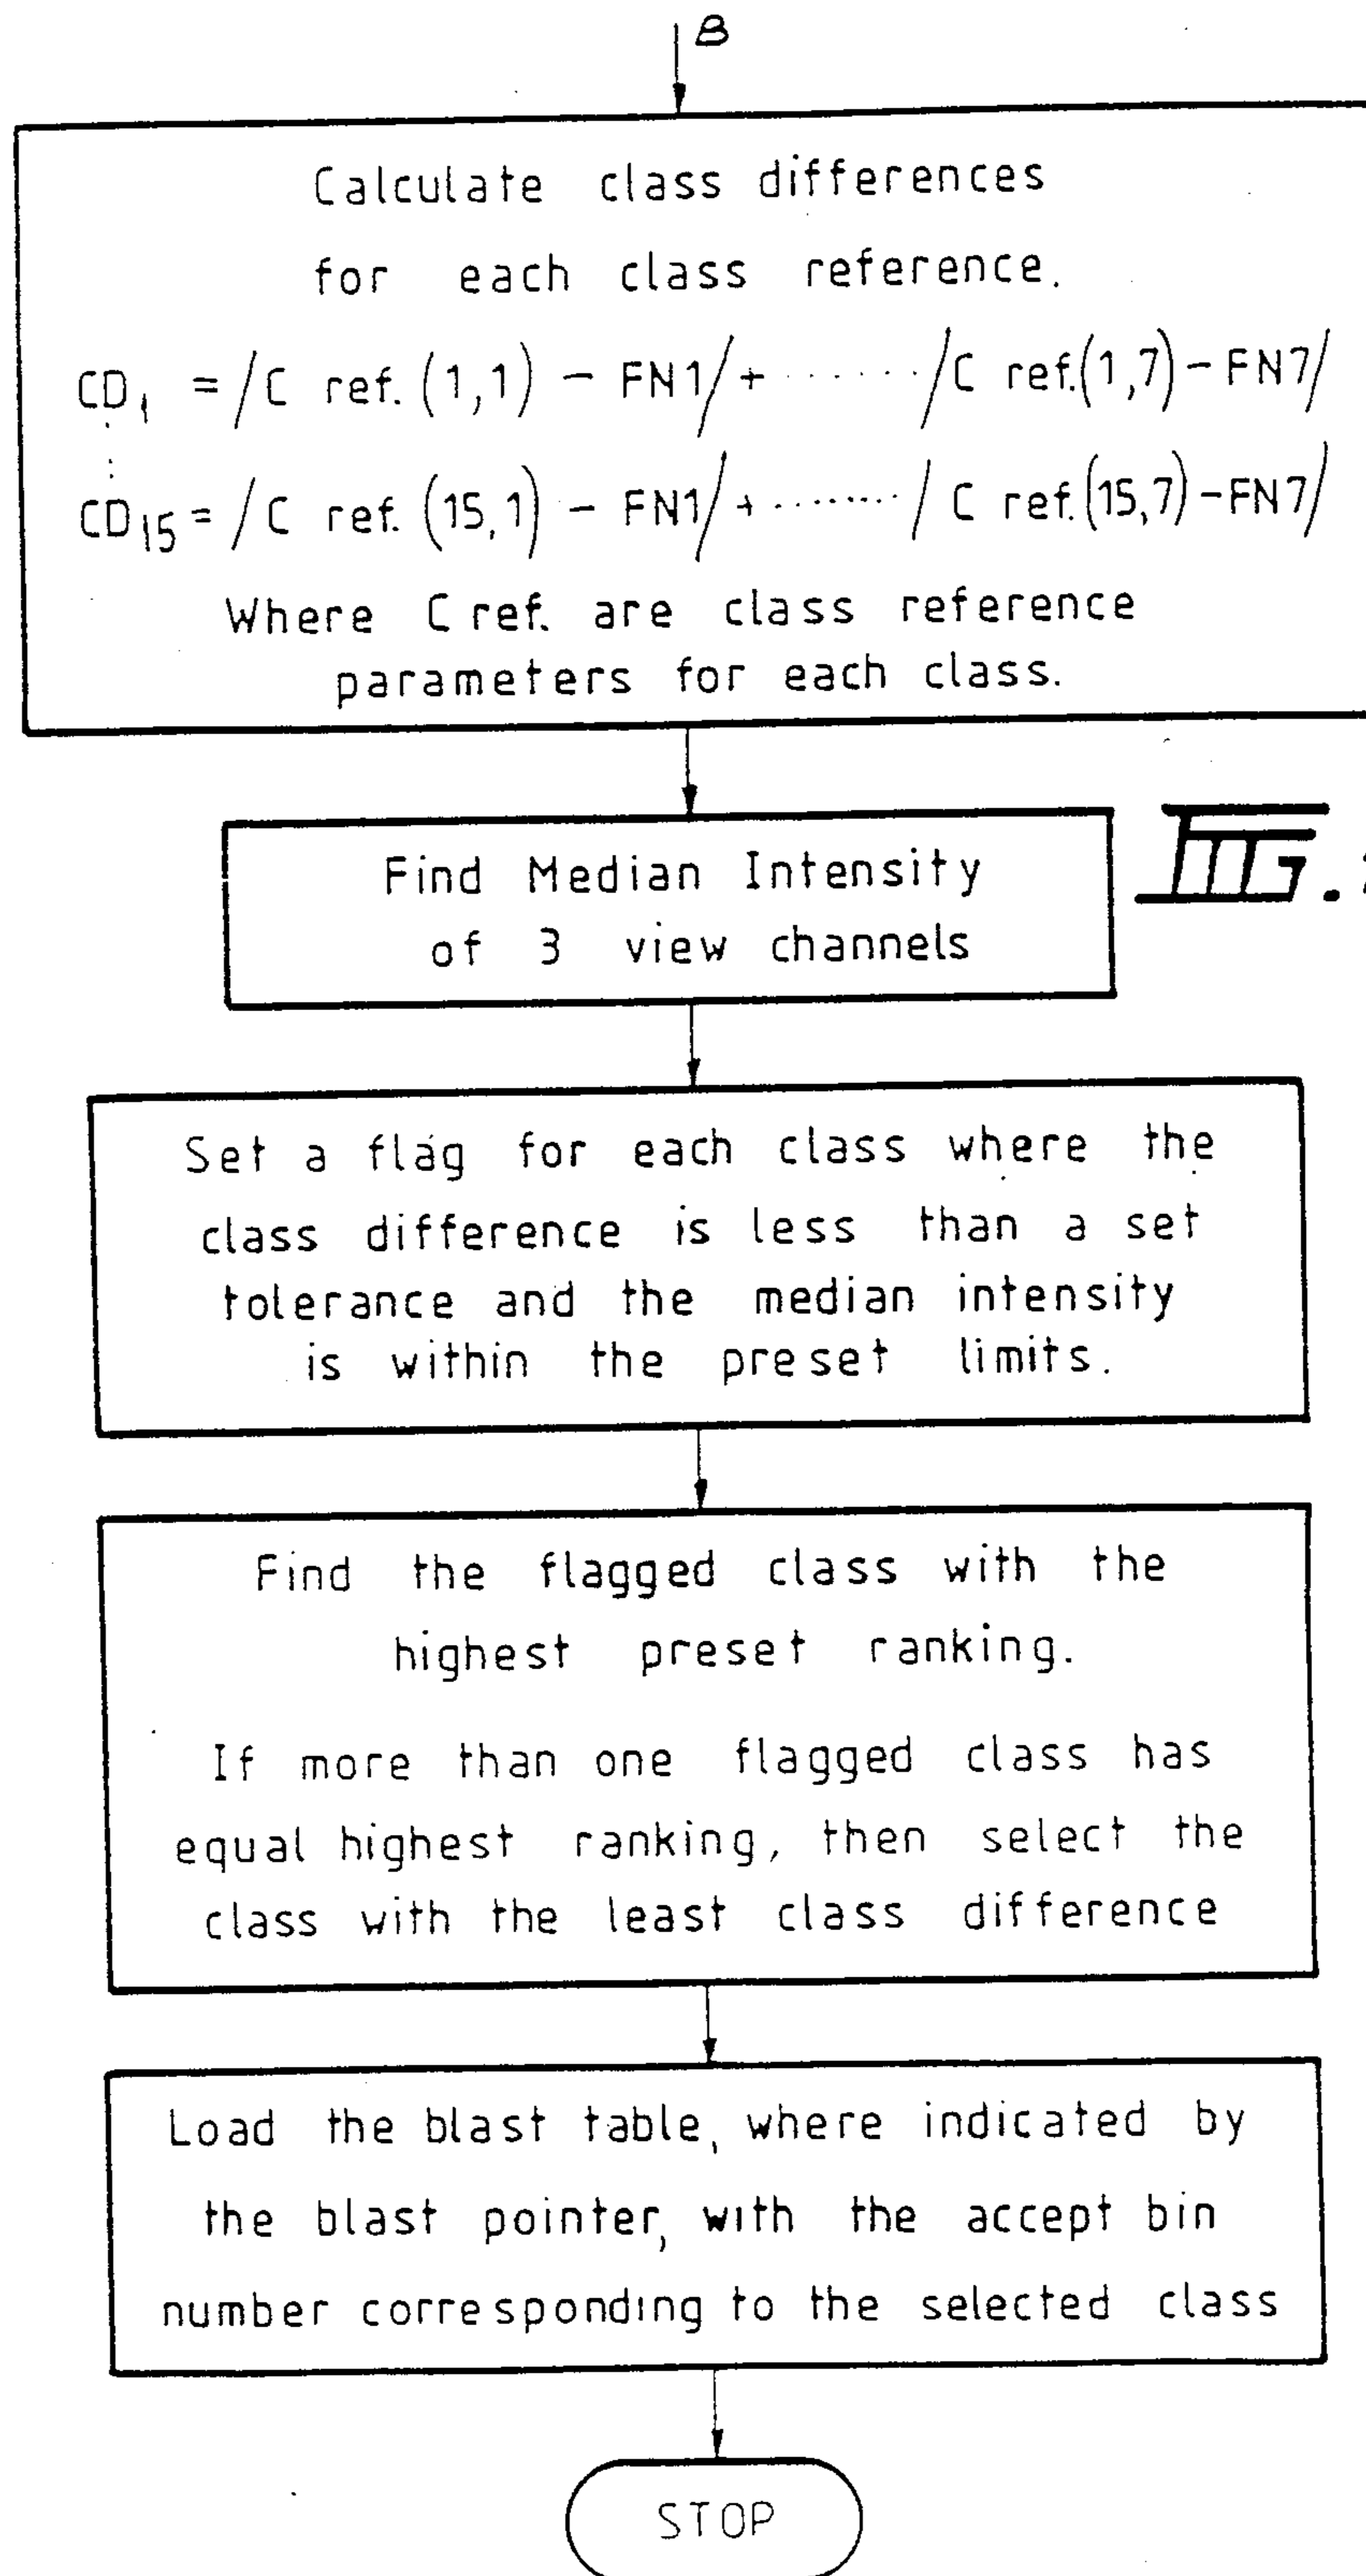 B
Calculate class differences
for each class reference.
CD1 = /C ref. (1,1) - FN1/+ ....... /C ref.(1,7)-FN7/
:
CD15 = /C ref. (15,1) - FN1/+ ........ / C ref.(15,7)-FN7/
Where C ref. are class reference
parameters for each class.
Find Median Intensity
of 3 view channels
FIG.
Set a flag for each class where the
class difference is less than a set
tolerance and the median intensity
is within the preset limits.
Find the flagged class with the
highest preset ranking.
If more than one flagged class has
equal highest ranking, then select the
class with the least class difference
Load the blast table, where indicated by
the blast pointer, with the accept bin
number corresponding to the selected class
STOP